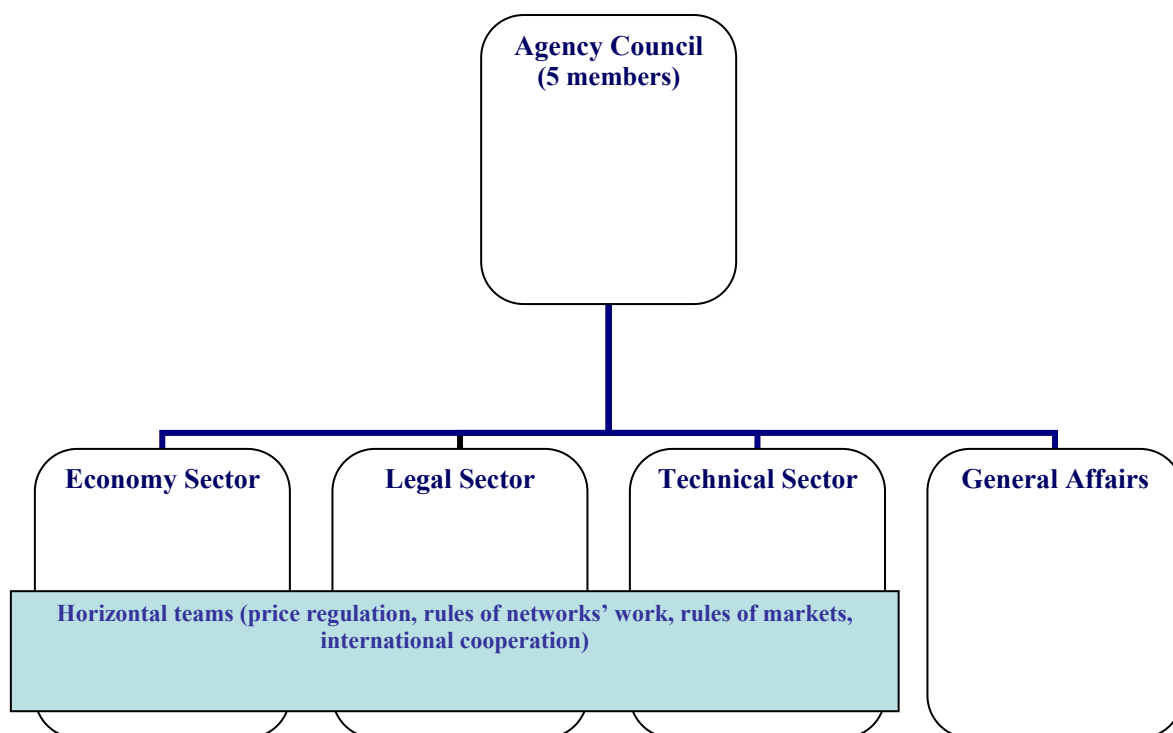 Agency Council
(5 members)
Economy Sector
Legal Sector
Technical Sector
General Affairs
Horizontal teams (price regulation, rules of networks’ work, rules of markets,
international cooperation)